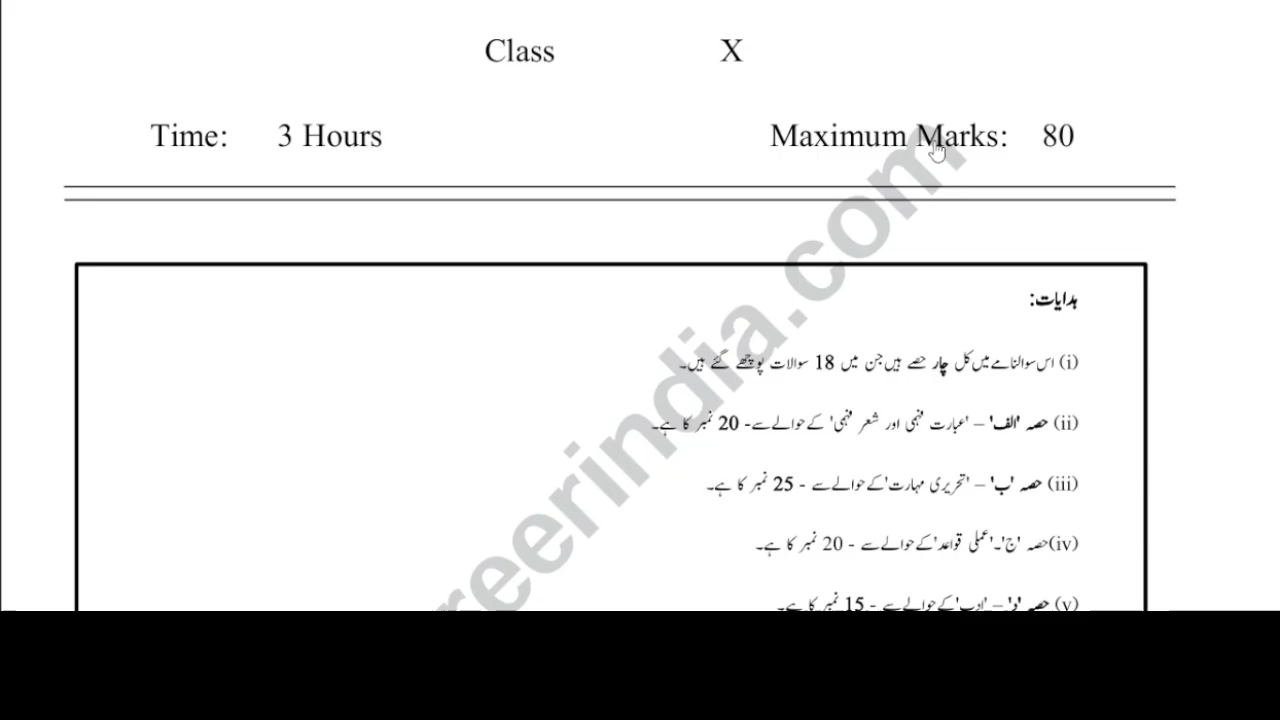 Class X
Time: 3 Hours Maximum Marks: 80
ہدایات:
(i) اس سوالنامے میں کل چار حصے ہیں جن میں 18 سوالات پوچھے گئے ہیں۔
(ii) حصہ 'الف' – 'عبارت فہمی اور شعر فہمی' کے حوالے سے- 20 نمبر کا ہے۔
(iii) حصہ 'ب' – 'تحریری مہارت' کے حوالے سے - 25 نمبر کا ہے۔
(iv) حصہ 'ج'۔ 'عملی قواعد' کے حوالے سے - 20 نمبر کا ہے۔
(v) حصہ 'د' – 'ادب' کے حوالے سے - 15 نمبر کا ہے۔
reerindia.com